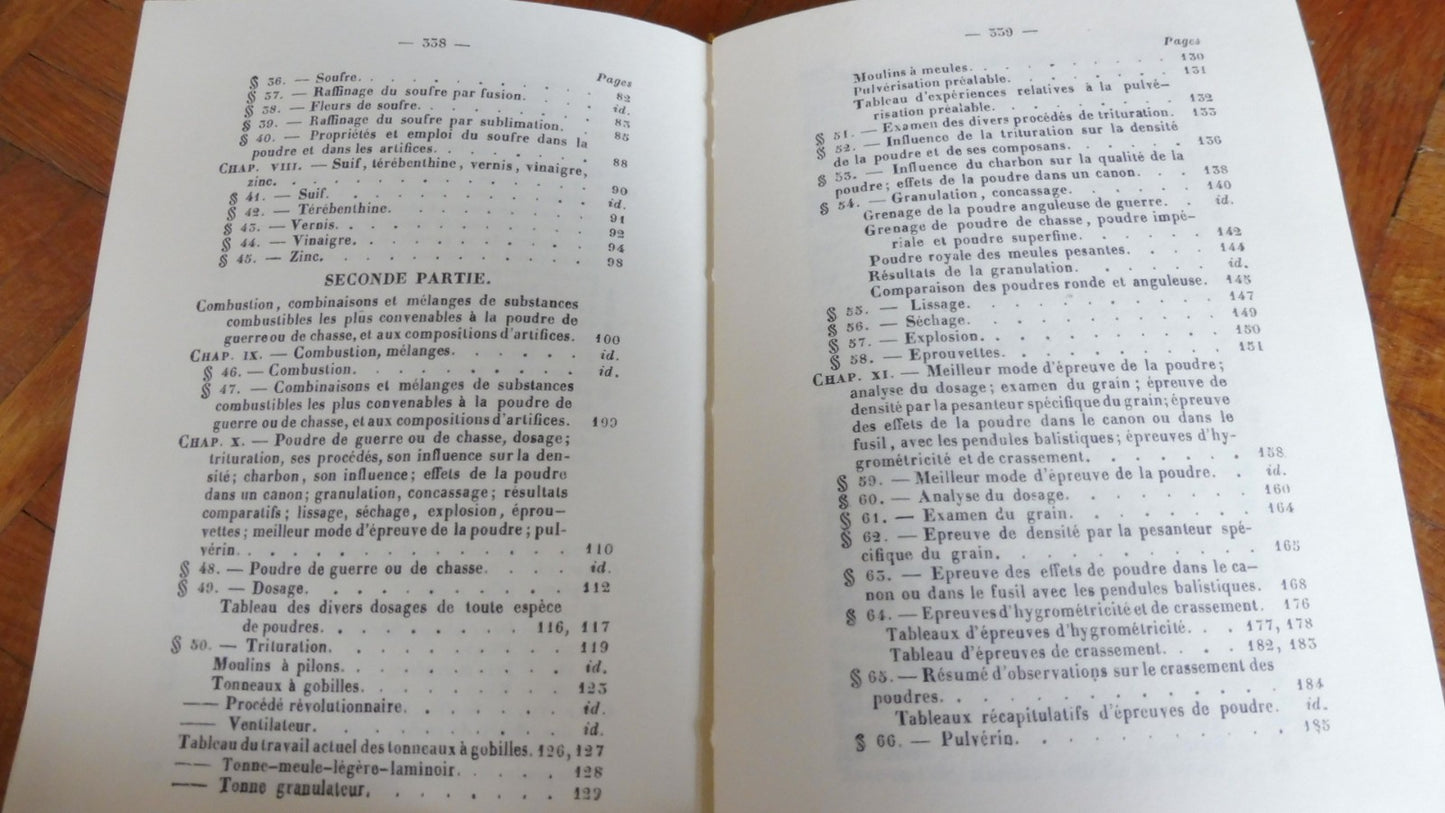 — 338 —
Pages
§ 36. — Soufre. . . . . . . . . . 82
§ 37. — Raffinage du soufre par fusion. . . . . id.
§ 38. — Fleurs de soufre. . . . . . . . 83
§ 39. — Raffinage du soufre par sublimation. . . 85
§ 40. — Propriétés et emploi du soufre dans la
poudre et dans les artifices. . . . . . . . 88
CHAP. VIII. — Suif, térébenthine, vernis, vinaigre,
zinc. . . . . . . . . . . . . 90
§ 41. — Suif. . . . . . . . . . . id.
§ 42. — Térébenthine. . . . . . . . 91
§ 43. — Vernis. . . . . . . . . . 92
§ 44. — Vinaigre. . . . . . . . . 94
§ 45. — Zinc. . . . . . . . . . . 98
SECONDE PARTIE.
Combustion, combinaisons et mélanges de substances
combustibles les plus convenables à la poudre de
guerre ou de chasse, et aux compositions d'artifices. 100
CHAP. IX. — Combustion, mélanges. . . . . . id.
§ 46. — Combustion. . . . . . . . . id.
§ 47. — Combinaisons et mélanges de substances
combustibles les plus convenables à la poudre de
guerre ou de chasse, et aux compositions d'artifices. 109
CHAP. X. — Poudre de guerre ou de chasse, dosage;
trituration, ses procédés, son influence sur la den-
sité; charbon, son influence; effets de la poudre
dans un canon; granulation, concassage; résultats
comparatifs; lissage, séchage, explosion, éprou-
vettes; meilleur mode d'épreuve de la poudre; pul-
vérin. . . . . . . . . . . . . 110
§ 48. — Poudre de guerre ou de chasse. . . . id.
§ 49. — Dosage. . . . . . . . . . 112
Tableau des divers dosages de toute espèce
de poudres. . . . . . . . 116, 117
§ 50. — Trituration. . . . . . . . . 119
Moulins à pilons. . . . . . . . . id.
Tonneaux à gobilles. . . . . . . . 123
—— Procédé révolutionnaire. . . . . . id.
—— Ventilateur. . . . . . . . . id.
Tableau du travail actuel des tonneaux à gobilles. 126, 127
—— Tonne-meule-légère-laminoir. . . . . 128
—— Tonne granulateur. . . . . . . . 129
— 339 —
Pages
Moulins à meules. . . . . . . . . 130
Pulvérisation préalable. . . . . . . 131
Tableau d'expériences relatives à la pulvé-
risation préalable. . . . . . . . 132
§ 51. — Examen des divers procédés de trituration. 133
§ 52. — Influence de la trituration sur la densité
de la poudre et de ses composans. . . . . . 136
§ 53. — Influence du charbon sur la qualité de la
poudre; effets de la poudre dans un canon. . . 138
§ 54. — Granulation, concassage. . . . . . 140
Grenage de la poudre anguleuse de guerre. . id.
Grenage de poudre de chasse, poudre impé-
riale et poudre superfine. . . . . . 142
Poudre royale des meules pesantes. . . . 144
Résultats de la granulation. . . . . . id.
Comparaison des poudres ronde et anguleuse. 145
§ 55. — Lissage. . . . . . . . . . 147
§ 56. — Séchage. . . . . . . . . . 149
§ 57. — Explosion. . . . . . . . . 150
§ 58. — Eprouvettes. . . . . . . . . 151
CHAP. XI. — Meilleur mode d'épreuve de la poudre;
analyse du dosage; examen du grain; épreuve de
densité par la pesanteur spécifique du grain; épreuve
des effets de la poudre dans le canon ou dans le
fusil, avec les pendules balistiques; épreuves d'hy-
grométricité et de crassement. . . . . . . 158
§ 59. — Meilleur mode d'épreuve de la poudre. . id.
§ 60. — Analyse du dosage. . . . . . . 160
§ 61. — Examen du grain. . . . . . . 164
§ 62. — Epreuve de densité par la pesanteur spé-
cifique du grain. . . . . . . . . . 165
§ 63. — Epreuve des effets de poudre dans le ca-
non ou dans le fusil avec les pendules balistiques. 168
§ 64. — Epreuves d'hygrométricité et de crassement. 176
Tableaux d'épreuves d'hygrométricité. . . 177, 178
Tableau d'épreuves de crassement. . . . 182, 183
§ 65. — Résumé d'observations sur le crassement des
poudres. . . . . . . . . . . . 184
Tableaux récapitulatifs d'épreuves de poudre. id.
§ 66. — Pulvérin. . . . . . . . . . 185